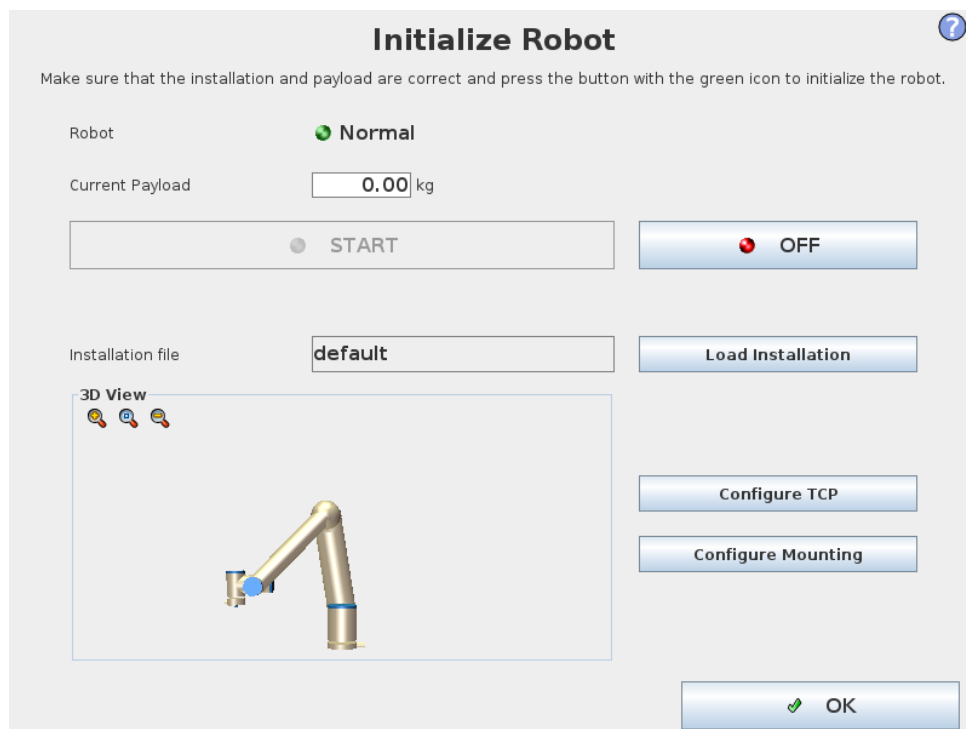 Initialize Robot
?
Make sure that the installation and payload are correct and press the button with the green icon to initialize the robot.
Robot
Normal
Current Payload
0.00 kg
START
OFF
Installation file
default
Load Installation
3D View
Configure TCP
Configure Mounting
OK